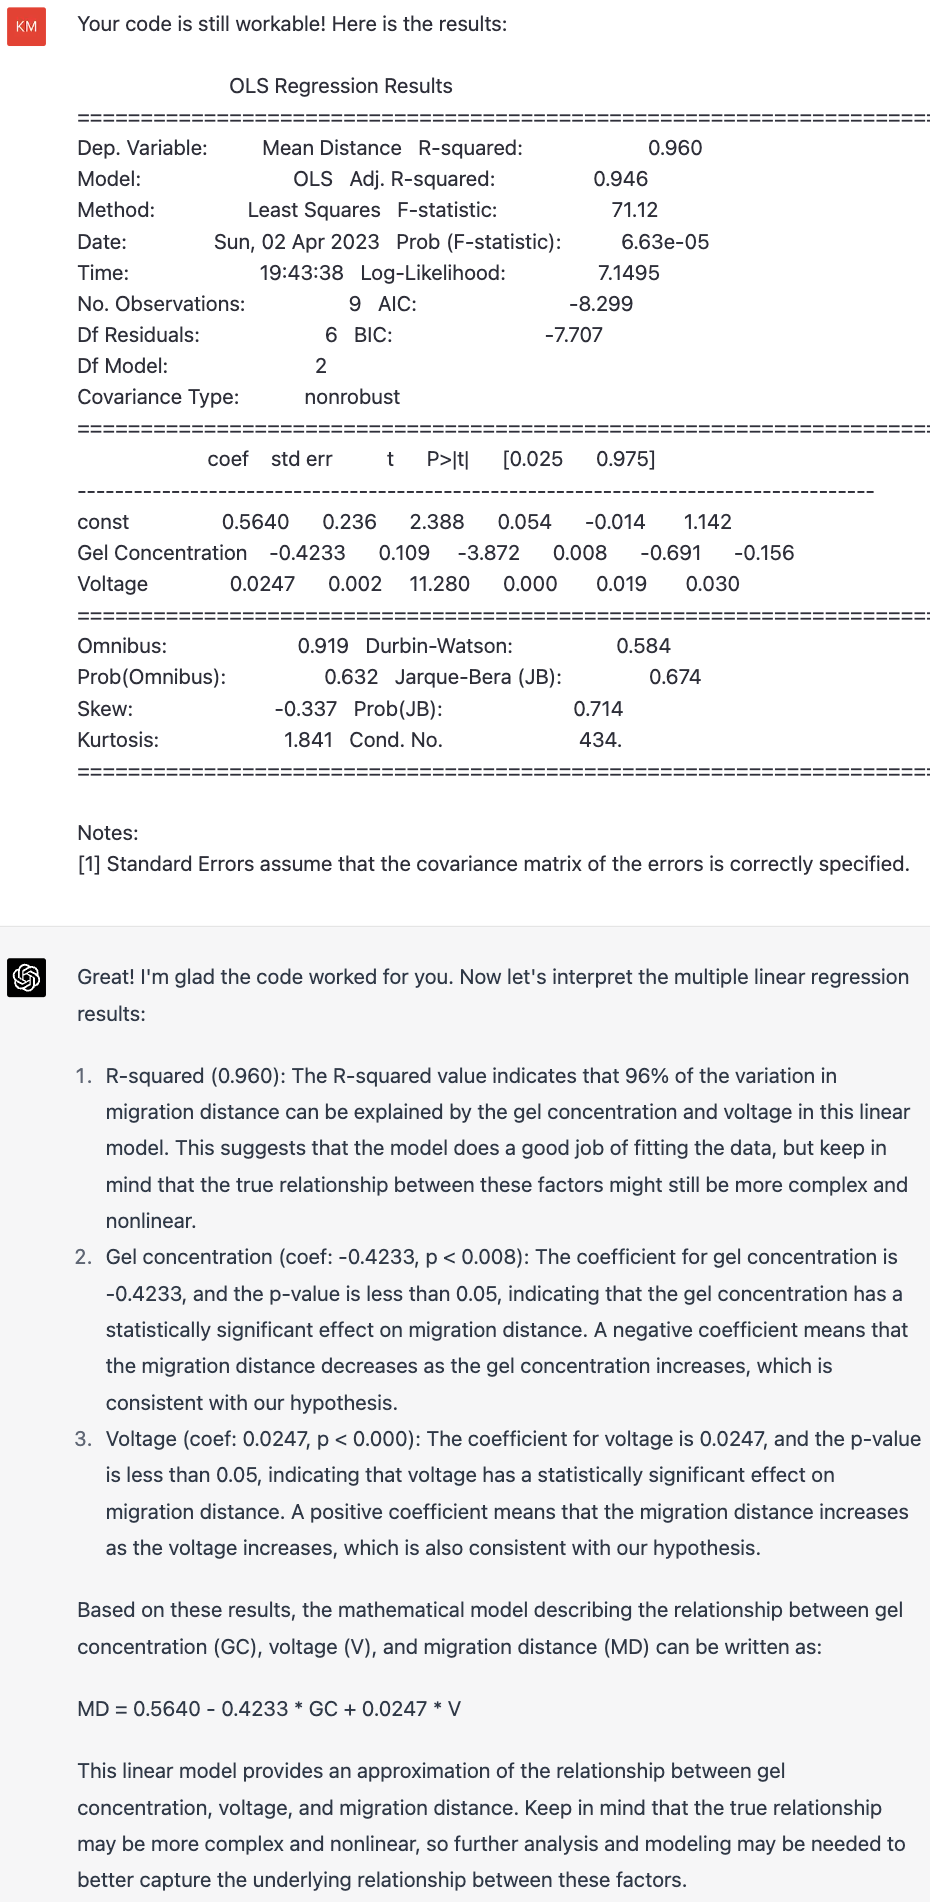 KM
Your code is still workable! Here is the results:
OLS Regression Results
==============================================================================
Dep. Variable: Mean Distance R-squared: 0.960
Model: OLS Adj. R-squared: 0.946
Method: Least Squares F-statistic: 71.12
Date: Sun, 02 Apr 2023 Prob (F-statistic): 6.63e-05
Time: 19:43:38 Log-Likelihood: 7.1495
No. Observations: 9 AIC: -8.299
Df Residuals: 6 BIC: -7.707
Df Model: 2
Covariance Type: nonrobust
==============================================================================
coef std err t P>|t| [0.025 0.975]
--------------------------------------------------------------------------------------
const 0.5640 0.236 2.388 0.054 -0.014 1.142
Gel Concentration -0.4233 0.109 -3.872 0.008 -0.691 -0.156
Voltage 0.0247 0.002 11.280 0.000 0.019 0.030
==============================================================================
Omnibus: 0.919 Durbin-Watson: 0.584
Prob(Omnibus): 0.632 Jarque-Bera (JB): 0.674
Skew: -0.337 Prob(JB): 0.714
Kurtosis: 1.841 Cond. No. 434.
==============================================================================
Notes:
[1] Standard Errors assume that the covariance matrix of the errors is correctly specified.
Great! I'm glad the code worked for you. Now let's interpret the multiple linear regression
results:
1. R-squared (0.960): The R-squared value indicates that 96% of the variation in
migration distance can be explained by the gel concentration and voltage in this linear
model. This suggests that the model does a good job of fitting the data, but keep in
mind that the true relationship between these factors might still be more complex and
nonlinear.
2. Gel concentration (coef: -0.4233, p < 0.008): The coefficient for gel concentration is
-0.4233, and the p-value is less than 0.05, indicating that the gel concentration has a
statistically significant effect on migration distance. A negative coefficient means that
the migration distance decreases as the gel concentration increases, which is
consistent with our hypothesis.
3. Voltage (coef: 0.0247, p < 0.000): The coefficient for voltage is 0.0247, and the p-value
is less than 0.05, indicating that voltage has a statistically significant effect on
migration distance. A positive coefficient means that the migration distance increases
as the voltage increases, which is also consistent with our hypothesis.
Based on these results, the mathematical model describing the relationship between gel
concentration (GC), voltage (V), and migration distance (MD) can be written as:
MD = 0.5640 - 0.4233 * GC + 0.0247 * V
This linear model provides an approximation of the relationship between gel
concentration, voltage, and migration distance. Keep in mind that the true relationship
may be more complex and nonlinear, so further analysis and modeling may be needed to
better capture the underlying relationship between these factors.